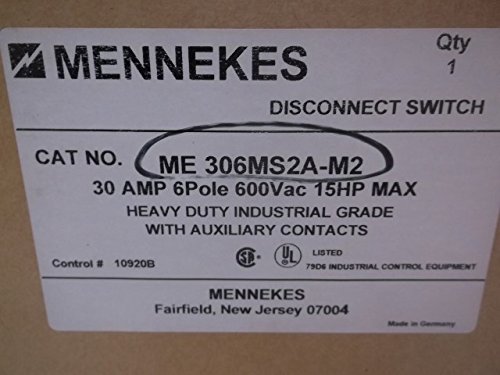 MENNEKES
Qty
1
DISCONNECT SWITCH
CAT NO. ME 306MS2A-M2
30 AMP 6Pole 600Vac 15HP MAX
HEAVY DUTY INDUSTRIAL GRADE
WITH AUXILIARY CONTACTS
Control # 10920B
SA
UL
LISTED
79D6 INDUSTRIAL CONTROL EQUIPMENT
MENNEKES
Fairfield, New Jersey 07004
Made in Germany